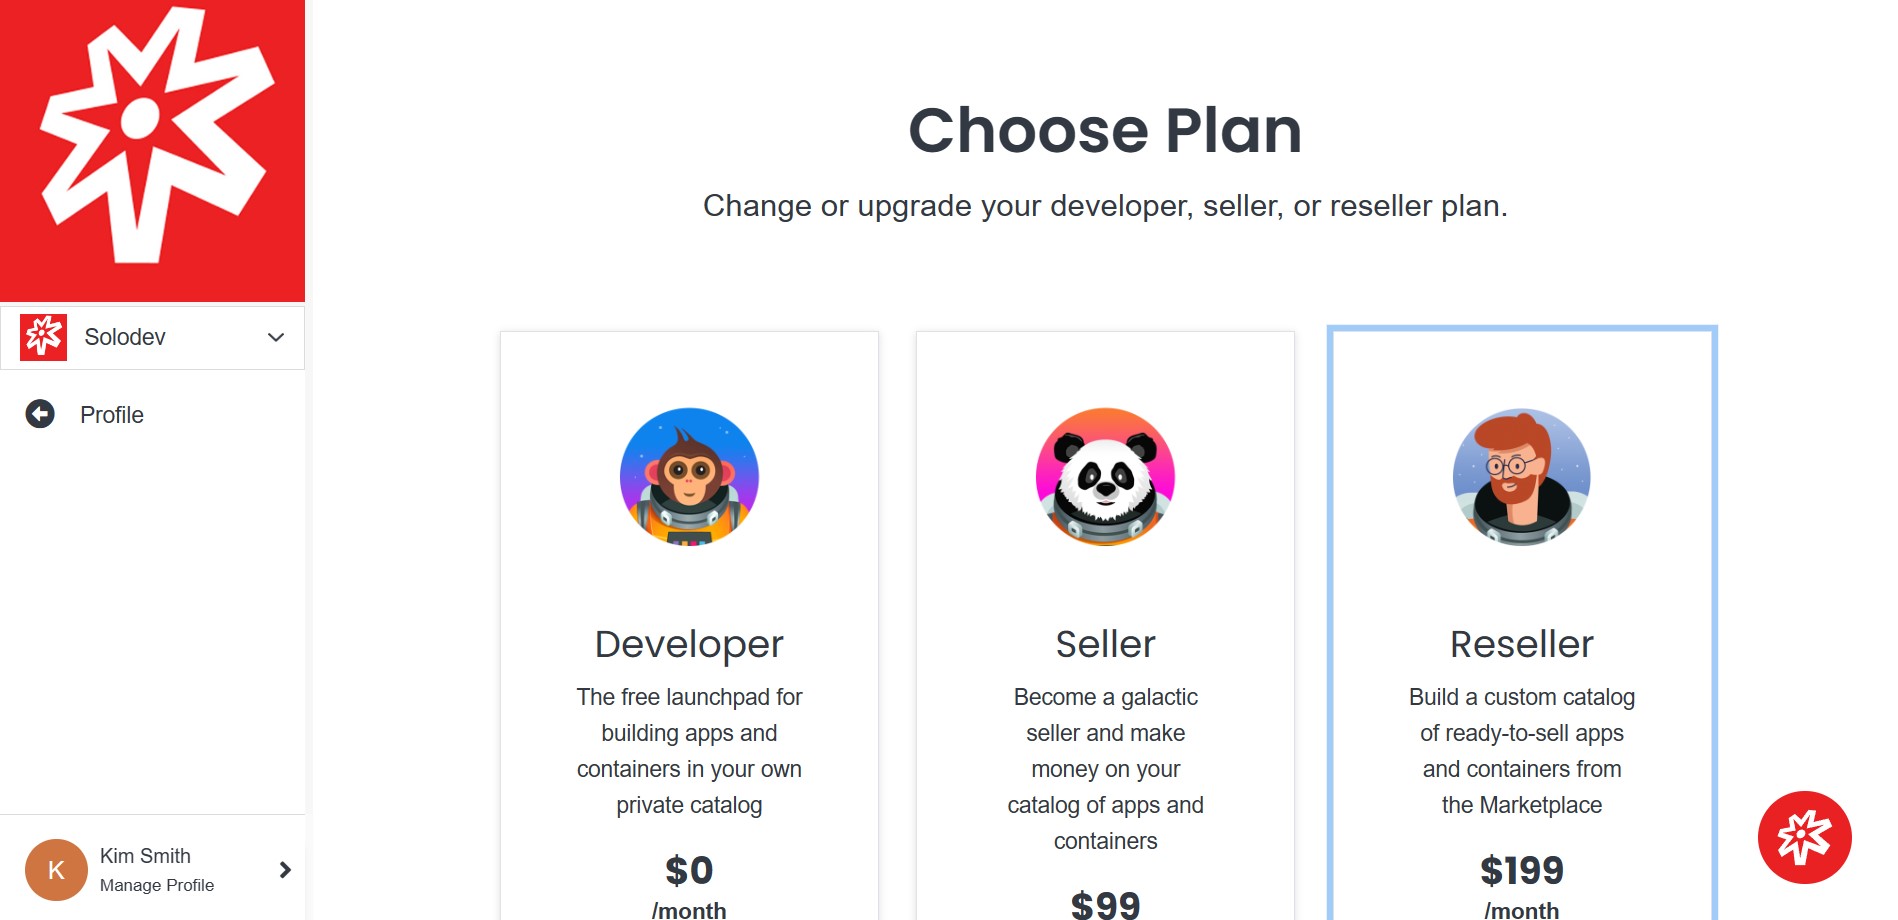 Solodev
Profile
K
Kim Smith
Manage Profile
Choose Plan
Change or upgrade your developer, seller, or reseller plan.
Developer
The free launchpad for
building apps and
containers in your own
private catalog
$0
/month
Seller
Become a galactic
seller and make
money on your
catalog of apps and
containers
$99
Reseller
Build a custom catalog
of ready-to-sell apps
and containers from
the Marketplace
$199
/month